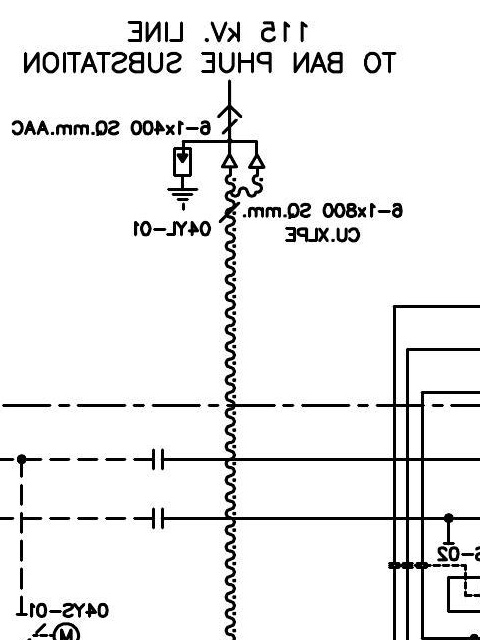 115 kV. LINE
TO BAN PHUE SUBSTATION
6-1x400 SQ.mm.AAC
6-1x800 SQ.mm.
CU.XLPE
04YL-01
S-02
04YS-01
M